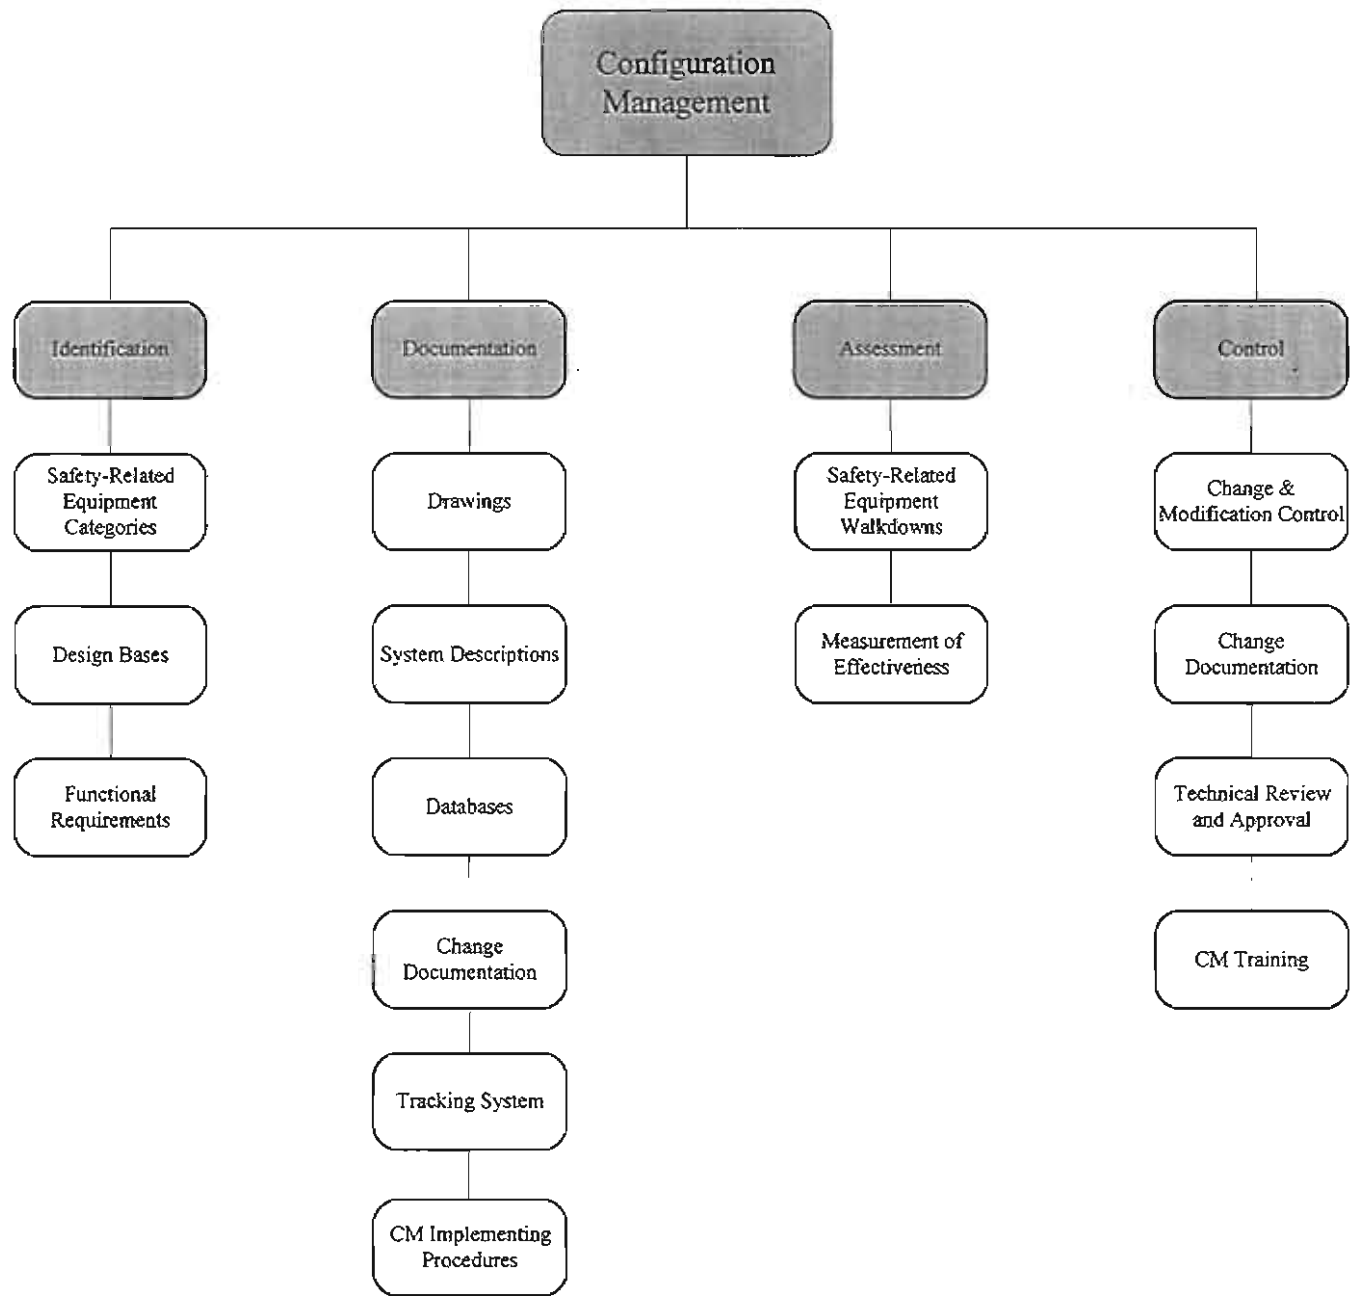 Configuration
Management
Identification
Documentation
Assessment
Control
Safety-Related
Equipment
Categories
Drawings
Safety-Related
Equipment
Walkdowns
Change &
Modification Control
Design Bases
System Descriptions
Measurement of
Effectiveness
Change
Documentation
Functional
Requirements
Databases
Technical Review
and Approval
Change
Documentation
CM Training
Tracking System
CM Implementing
Procedures